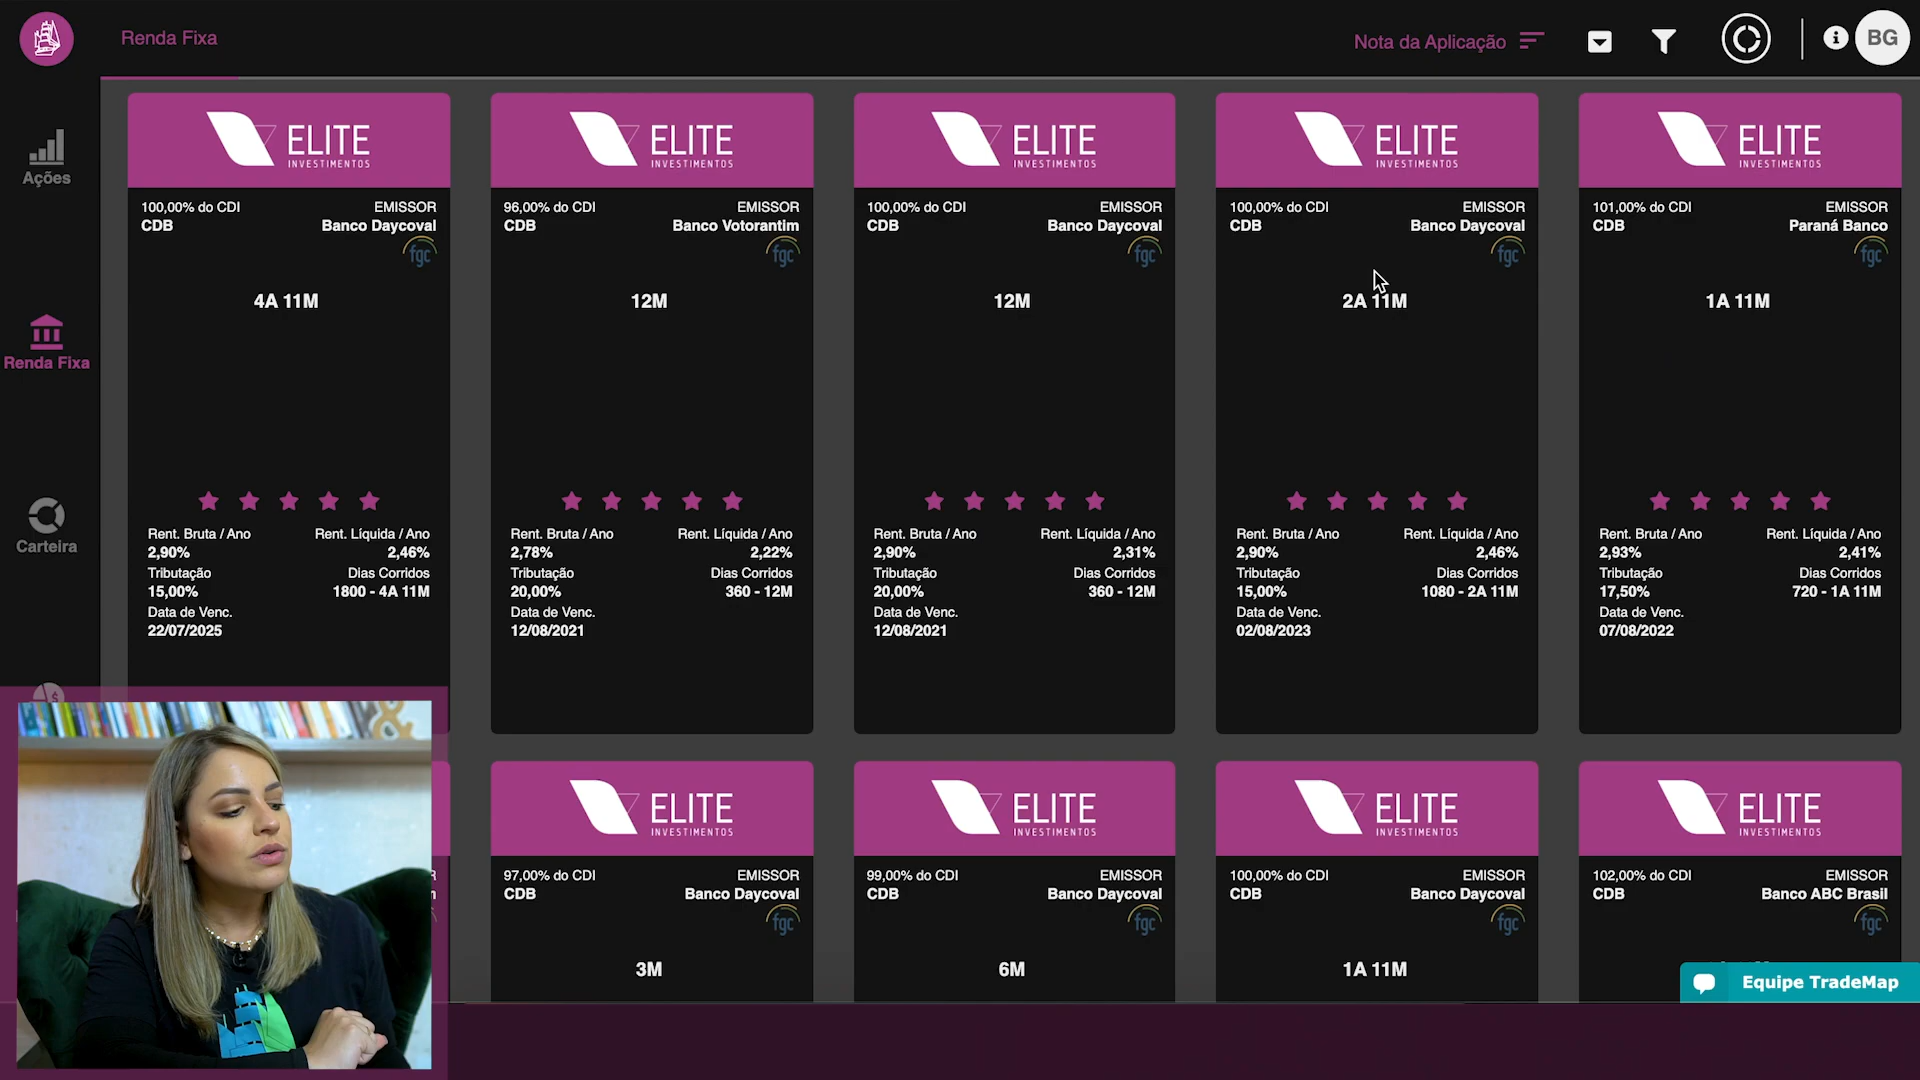 Renda Fixa
Nota da Aplicação
BG
Ações
Renda Fixa
Carteira
ELITE
INVESTIMENTOS
100,00% do CDI EMISSOR
CDB Banco Daycoval
fgc
4A 11M
Rent. Bruta / Ano Rent. Líquida / Ano
2,90% 2,46%
Tributação Dias Corridos
15,00% 1800 - 4A 11M
Data de Venc.
22/07/2025
ELITE
INVESTIMENTOS
96,00% do CDI EMISSOR
CDB Banco Votorantim
fgc
12M
Rent. Bruta / Ano Rent. Líquida / Ano
2,78% 2,22%
Tributação Dias Corridos
20,00% 360 - 12M
Data de Venc.
12/08/2021
ELITE
INVESTIMENTOS
100,00% do CDI EMISSOR
CDB Banco Daycoval
fgc
12M
Rent. Bruta / Ano Rent. Líquida / Ano
2,90% 2,31%
Tributação Dias Corridos
20,00% 360 - 12M
Data de Venc.
12/08/2021
ELITE
INVESTIMENTOS
100,00% do CDI EMISSOR
CDB Banco Daycoval
fgc
2A 11M
Rent. Bruta / Ano Rent. Líquida / Ano
2,90% 2,46%
Tributação Dias Corridos
15,00% 1080 - 2A 11M
Data de Venc.
02/08/2023
ELITE
INVESTIMENTOS
101,00% do CDI EMISSOR
CDB Paraná Banco
fgc
1A 11M
Rent. Bruta / Ano Rent. Líquida / Ano
2,93% 2,41%
Tributação Dias Corridos
17,50% 720 - 1A 11M
Data de Venc.
07/08/2022
ELITE
INVESTIMENTOS
97,00% do CDI EMISSOR
CDB Banco Daycoval
fgc
3M
ELITE
INVESTIMENTOS
99,00% do CDI EMISSOR
CDB Banco Daycoval
fgc
6M
ELITE
INVESTIMENTOS
100,00% do CDI EMISSOR
CDB Banco Daycoval
fgc
1A 11M
ELITE
INVESTIMENTOS
102,00% do CDI EMISSOR
CDB Banco ABC Brasil
fgc
Equipe TradeMap